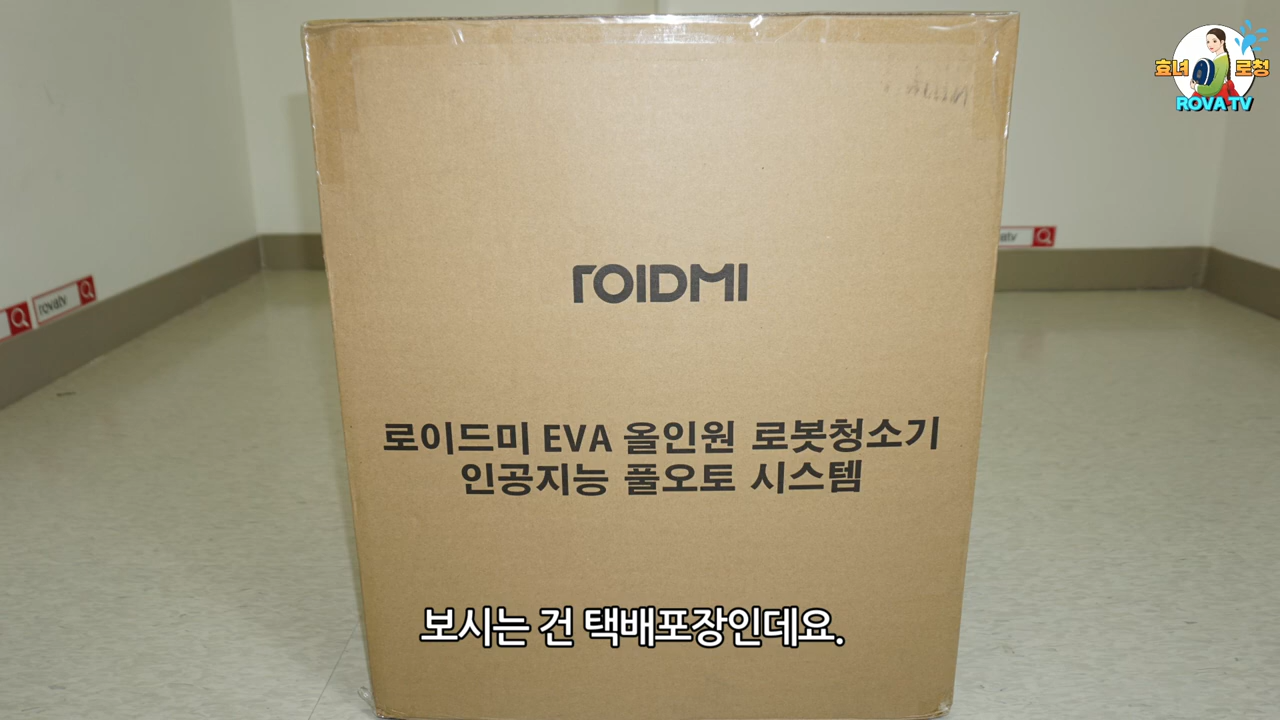 효녀 로청
ROVA TV
ROIDMI
rovatv
로이드미 EVA 올인원 로봇청소기
인공지능 풀오토 시스템
보시는 건 택배포장인데요.